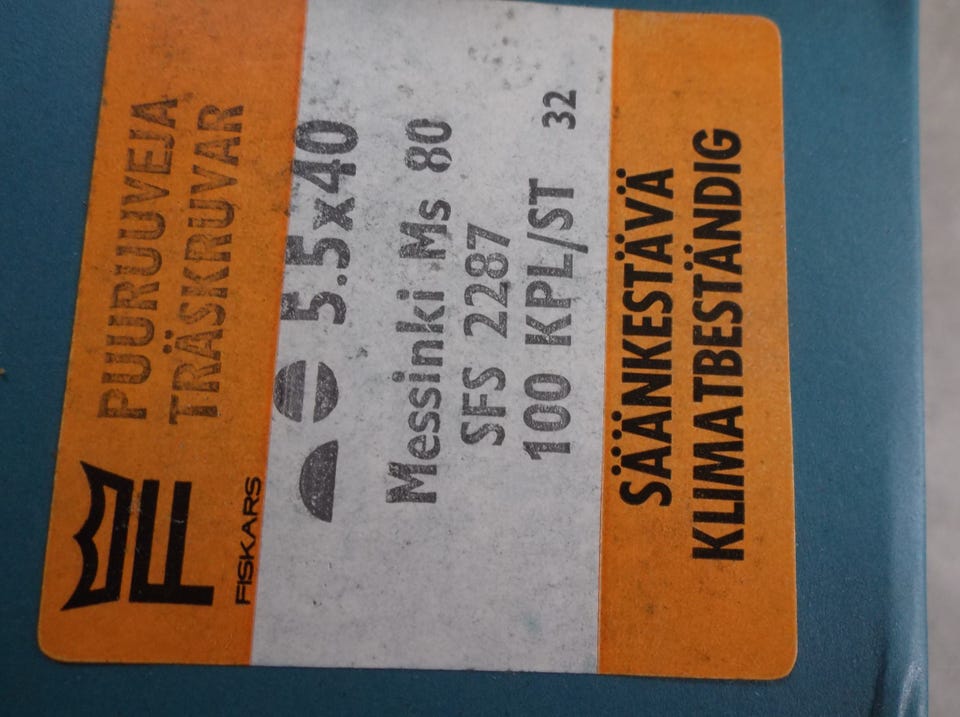 PUURUUVEJA
TRÄSKRUVAR
FISKARS
5.5x40
Messinki Ms 80
SFS 2287
100 KPL/ST 32
SÄÄNKESTÄVÄ
KLIMATBESTÄNDIG